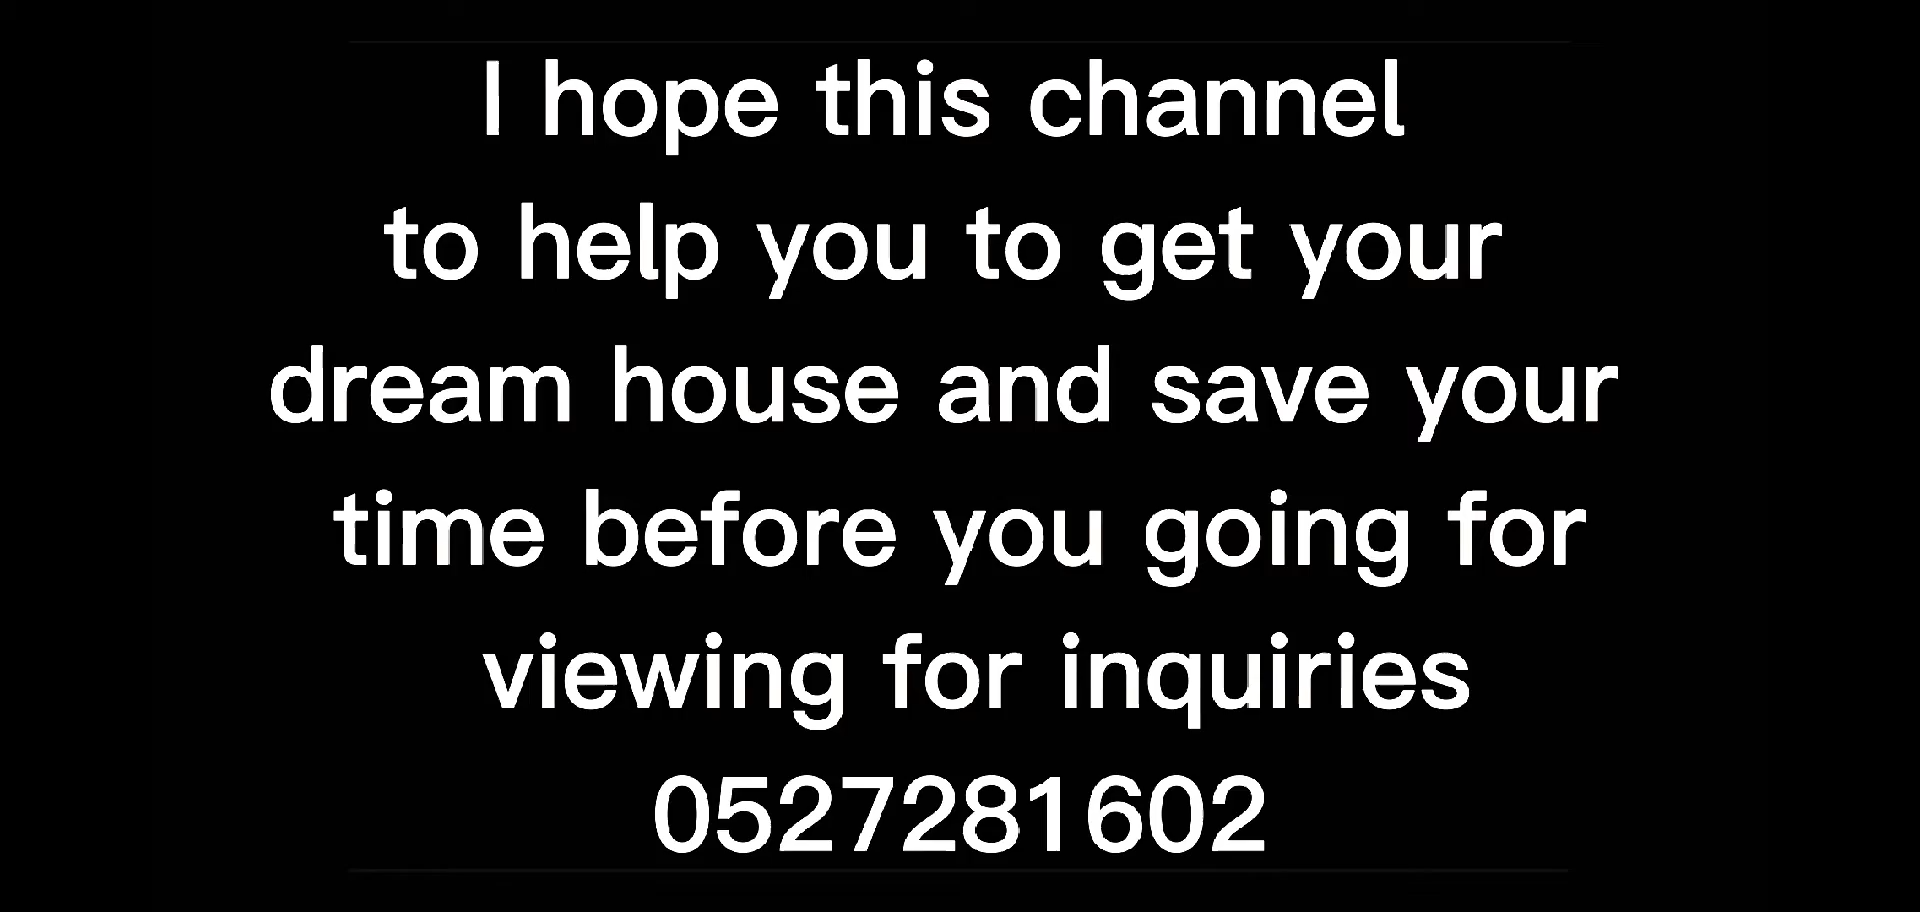 I hope this channel
to help you to get your
dream house and save your
time before you going for
viewing for inquiries
0527281602